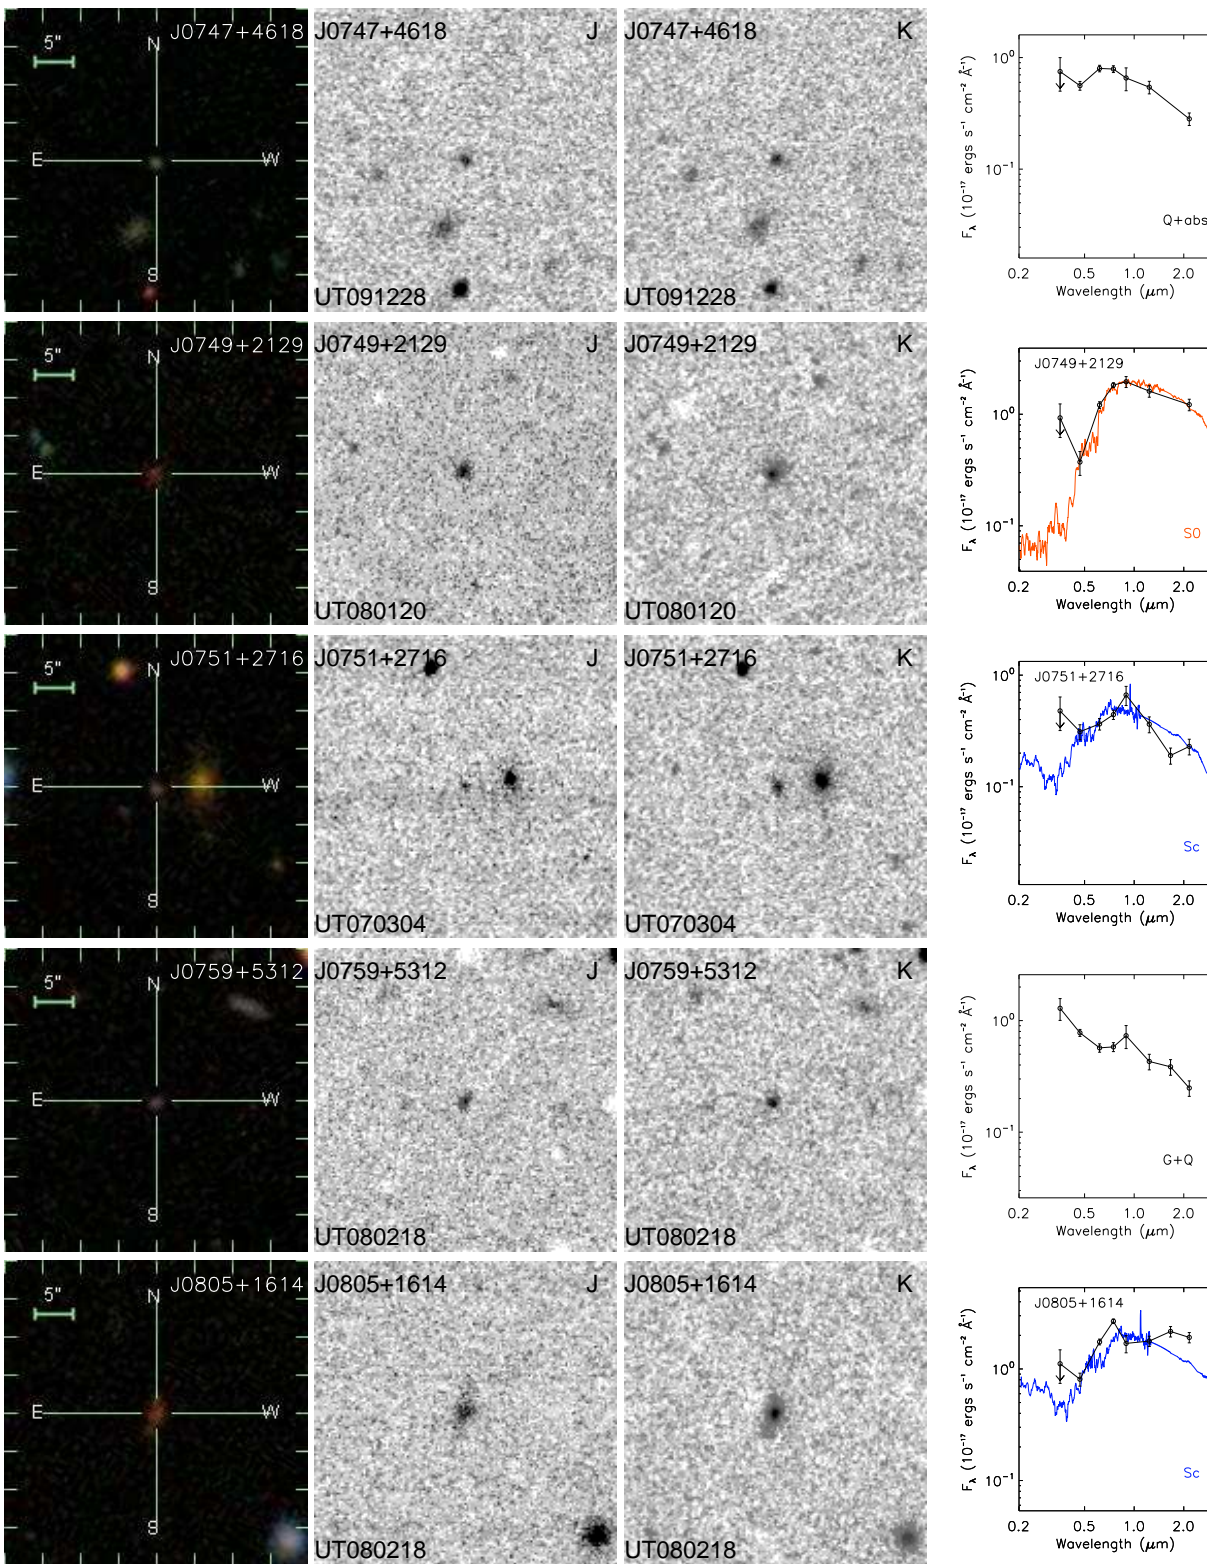 J0747+4618
5"
N
E
W
S
J0747+4618 J
UT091228
J0747+4618 K
UT091228
10⁰
10⁻¹
F_λ (10⁻¹⁷ ergs s⁻¹ cm⁻² Å⁻¹)
Q+abs
0.2 0.5 1.0 2.0
Wavelength (μm)
J0749+2129
5"
N
E
W
S
J0749+2129 J
UT080120
J0749+2129 K
UT080120
J0749+2129
10⁰
10⁻¹
F_λ (10⁻¹⁷ ergs s⁻¹ cm⁻² Å⁻¹)
S0
0.2 0.5 1.0 2.0
Wavelength (μm)
J0751+2716
5"
N
E
W
S
J0751+2716 J
UT070304
J0751+2716 K
UT070304
J0751+2716
10⁰
10⁻¹
F_λ (10⁻¹⁷ ergs s⁻¹ cm⁻² Å⁻¹)
Sc
0.2 0.5 1.0 2.0
Wavelength (μm)
J0759+5312
5"
N
E
W
S
J0759+5312 J
UT080218
J0759+5312 K
UT080218
10⁰
10⁻¹
F_λ (10⁻¹⁷ ergs s⁻¹ cm⁻² Å⁻¹)
G+Q
0.2 0.5 1.0 2.0
Wavelength (μm)
J0805+1614
5"
N
E
W
S
J0805+1614 J
UT080218
J0805+1614 K
UT080218
J0805+1614
10⁰
10⁻¹
F_λ (10⁻¹⁷ ergs s⁻¹ cm⁻² Å⁻¹)
Sc
0.2 0.5 1.0 2.0
Wavelength (μm)